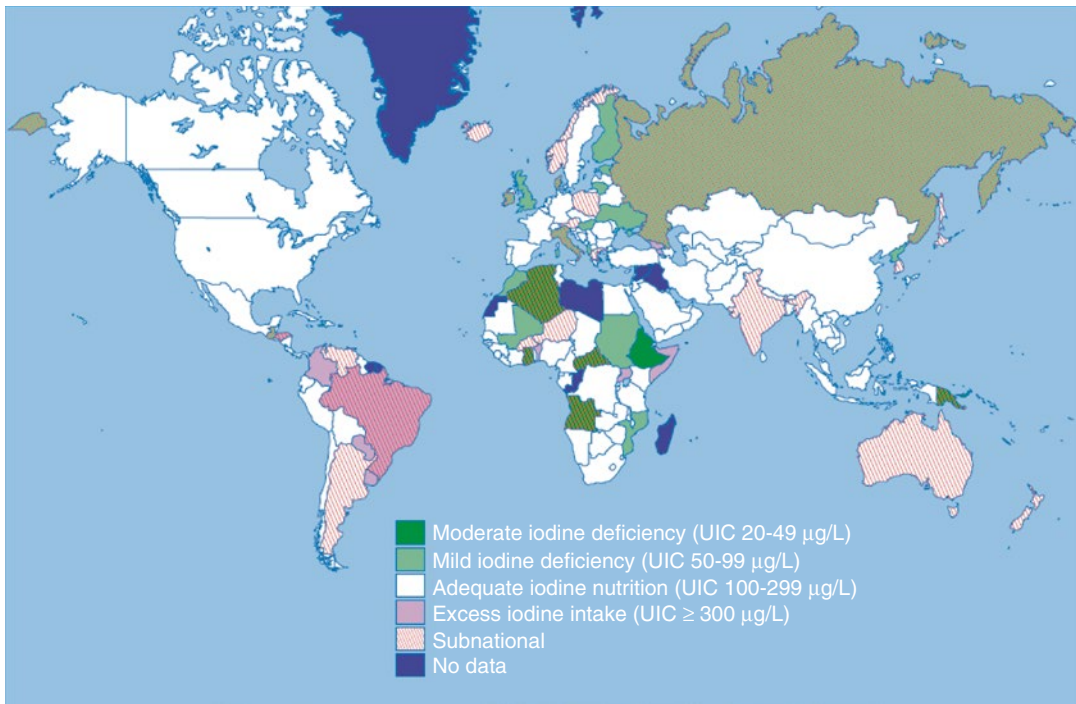 Moderate iodine deficiency (UIC 20-49 μg/L)
Mild iodine deficiency (UIC 50-99 μg/L)
Adequate iodine nutrition (UIC 100-299 μg/L)
Excess iodine intake (UIC ≥ 300 μg/L)
Subnational
No data